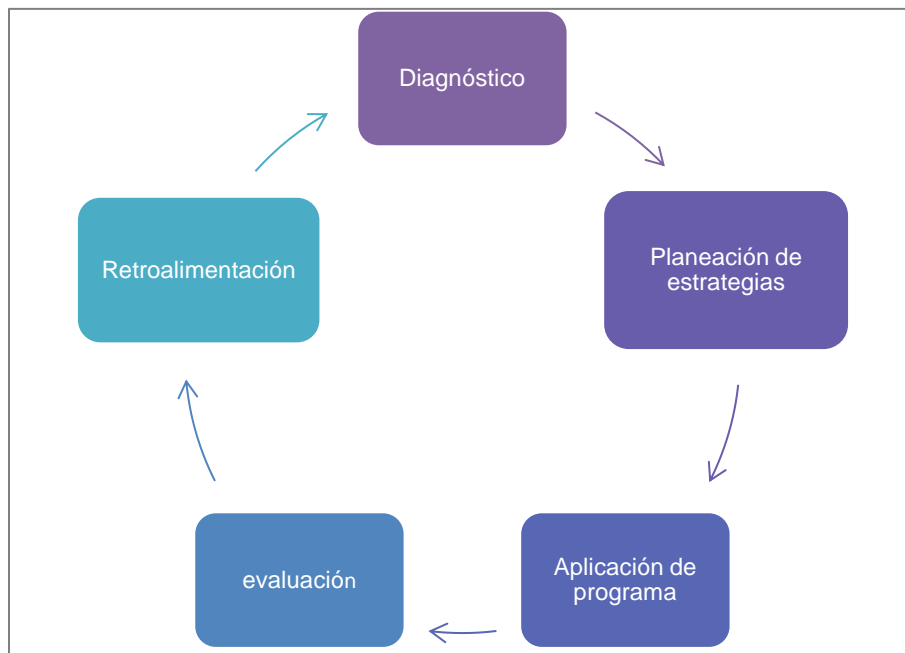 Diagnóstico
Planeación de
estrategias
Aplicación de
programa
evaluación
Retroalimentación